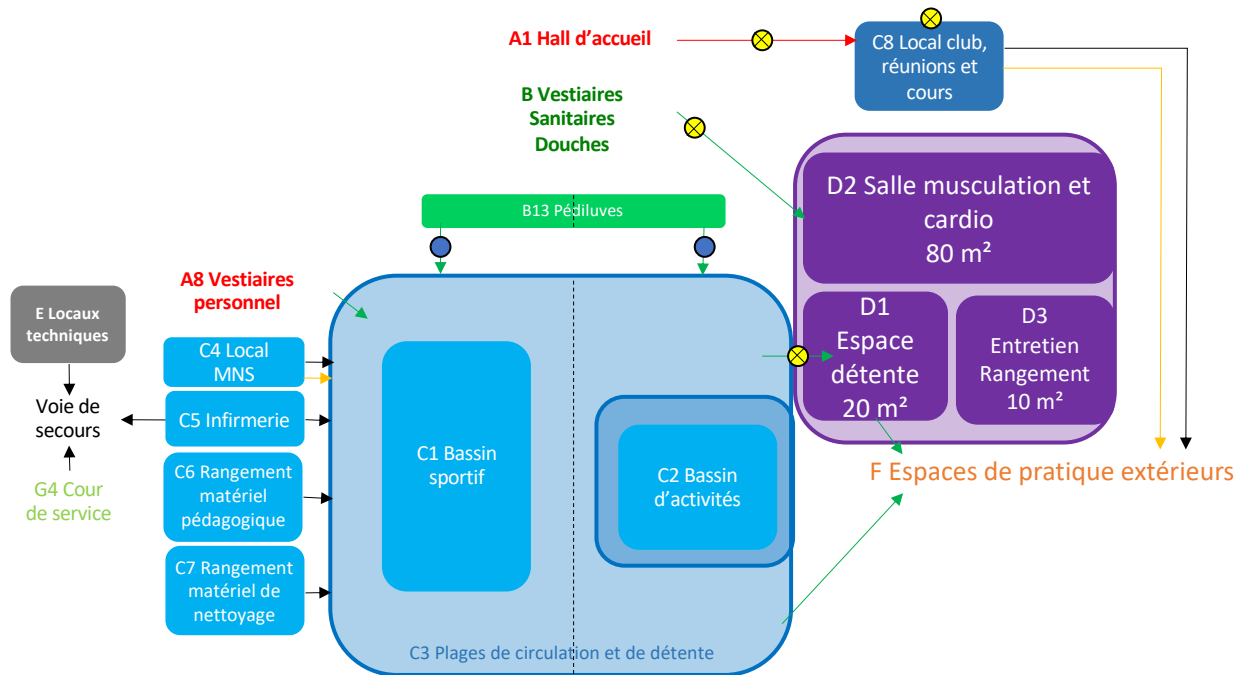 A1 Hall d'accueil
C8 Local club,
réunions et
cours
B Vestiaires
Sanitaires
Douches
D2 Salle musculation et
cardio
80 m²
B13 Pédiluves
A8 Vestiaires
personnel
E Locaux
techniques
C4 Local
MNS
D1
Espace
détente
20 m²
D3
Entretien
Rangement
10 m²
Voie de
secours
C5 Infirmerie
C1 Bassin
sportif
C2 Bassin
d'activités
F Espaces de pratique extérieurs
G4 Cour
de service
C6 Rangement
matériel
pédagogique
C7 Rangement
matériel de
nettoyage
C3 Plages de circulation et de détente